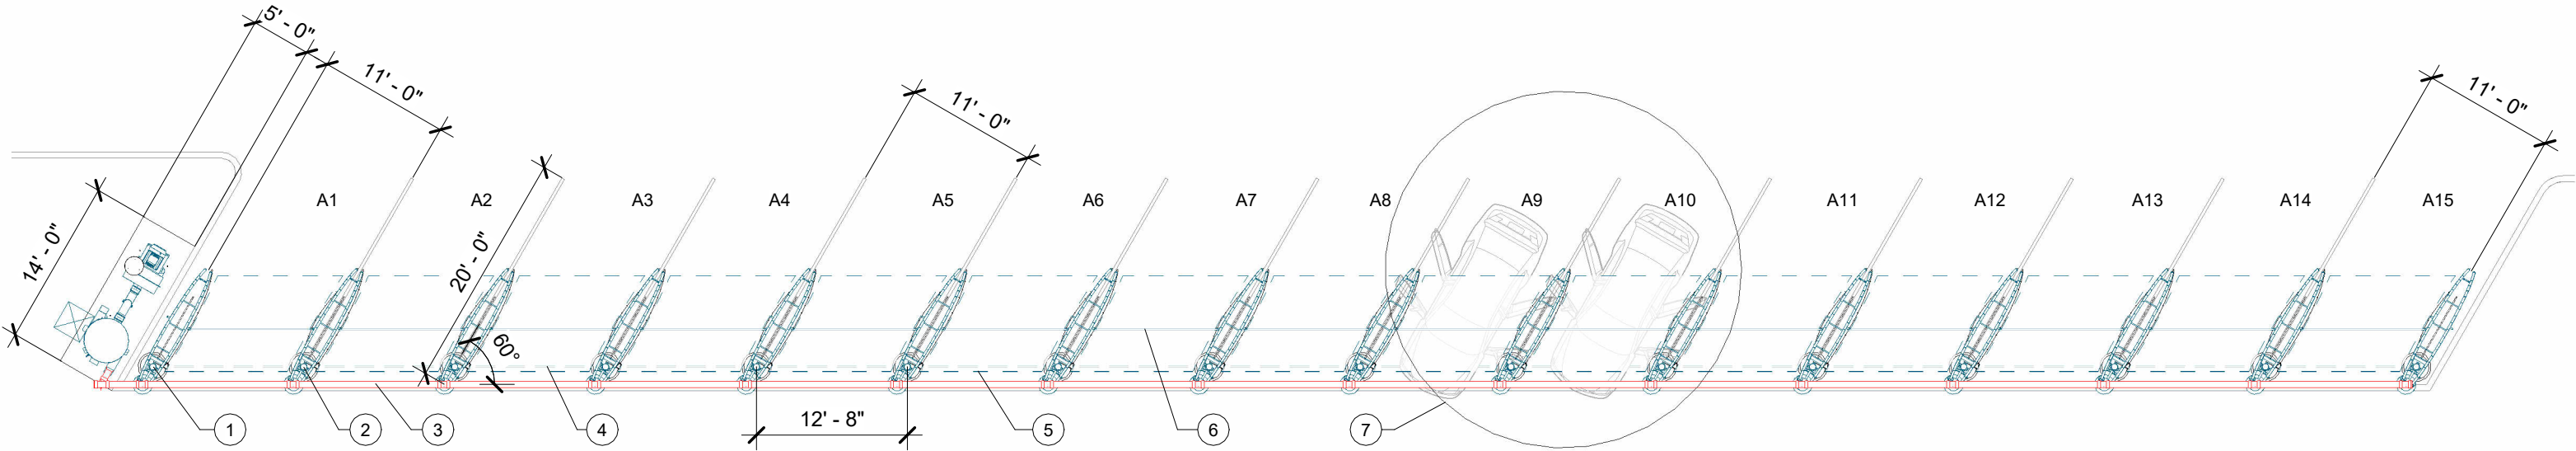 5' - 0"
11' - 0"
11' - 0"
11' - 0"
14' - 0"
A1
A2
A3
A4
A5
A6
A7
A8
A9
A10
A11
A12
A13
A14
A15
20' - 0"
60°
12' - 8"
1
2
3
4
5
6
7